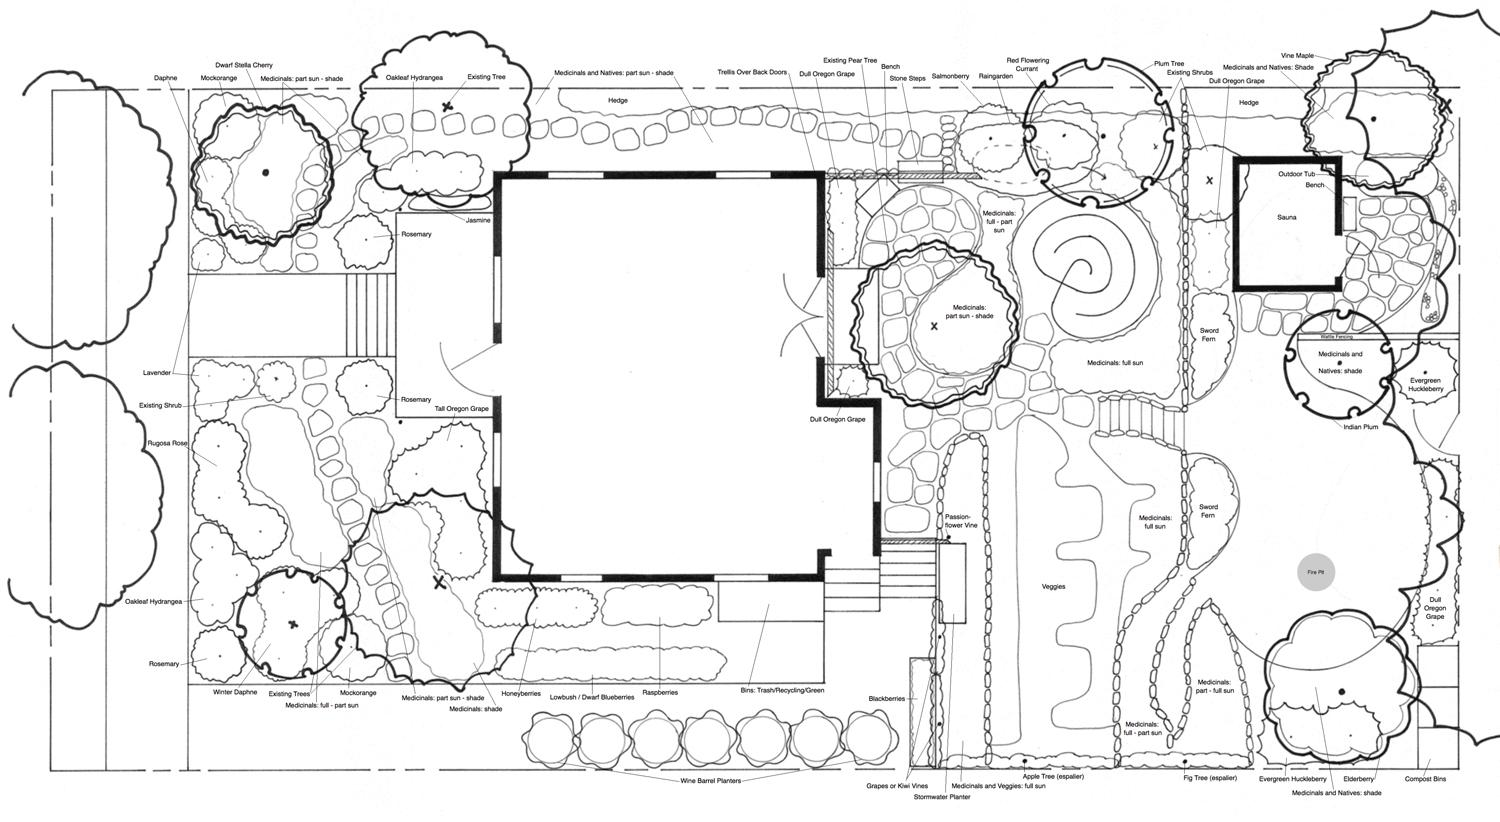 Dwarf Stella Cherry
Daphne
Mockorange
Medicinals: part sun - shade
Oakleaf Hydrangea
Existing Tree
Medicinals and Natives: part sun - shade
Hedge
Trellis Over Back Doors
Dull Oregon Grape
Existing Pear Tree
Bench
Stone Steps
Salmonberry
Raingarden
Red Flowering
Currant
Plum Tree
Existing Shrubs
Dull Oregon Grape
Hedge
Vine Maple
Medicinals and Natives: Shade
Outdoor Tub
Bench
Sauna
Jasmine
Rosemary
Medicinals:
full - part
sun
Medicinals:
part sun - shade
Sword
Fern
Wattle Fencing
Medicinals and
Natives: shade
Evergreen
Huckleberry
Indian Plum
Medicinals: full sun
Lavender
Existing Shrub
Rosemary
Tall Oregon Grape
Dull Oregon Grape
Rugosa Rose
Passion-
flower Vine
Medicinals:
full sun
Sword
Fern
Veggies
Fire Pit
Dull
Oregon
Grape
Oakleaf Hydrangea
Rosemary
Winter Daphne
Existing Trees
Medicinals: full - part sun
Mockorange
Medicinals: part sun - shade
Medicinals: shade
Honeyberries
Lowbush / Dwarf Blueberries
Raspberries
Bins: Trash/Recycling/Green
Blackberries
Medicinals:
part - full sun
Medicinals:
full - part sun
Wine Barrel Planters
Grapes or Kiwi Vines
Stormwater Planter
Medicinals and Veggies: full sun
Apple Tree (espalier)
Fig Tree (espalier)
Evergreen Huckleberry
Elderberry
Medicinals and Natives: shade
Compost Bins